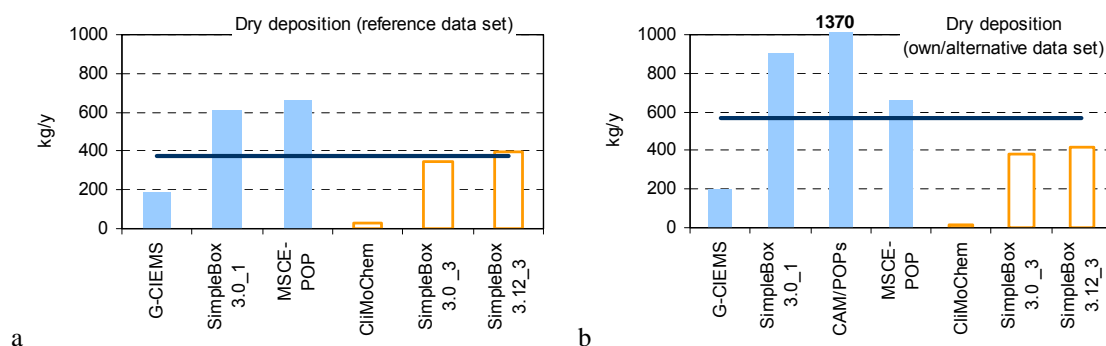 Dry deposition (reference data set)
1000
800
600
400
200
0
kg/y
G-CIEMS
SimpleBox
3.0_1
MSCE-
POP
CliMoChem
SimpleBox
3.0_3
SimpleBox
3.12_3
a
1370
Dry deposition
(own/alternative data set)
1000
800
600
400
200
0
kg/y
G-CIEMS
SimpleBox
3.0_1
CAM/POPs
MSCE-
POP
CliMoChem
SimpleBox
3.0_3
SimpleBox
3.12_3
b